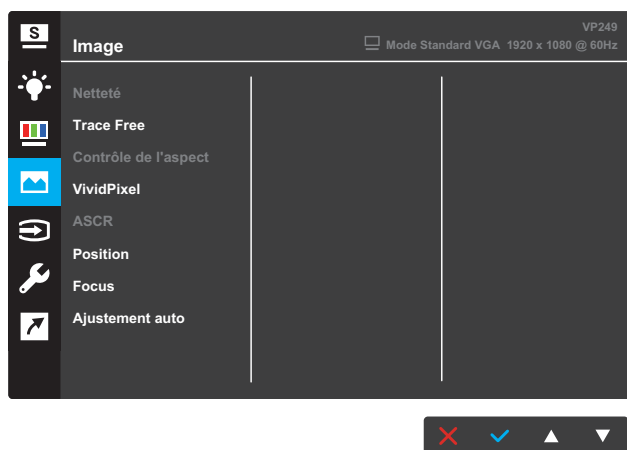 S
VP249
Image
Mode Standard VGA 1920 x 1080 @ 60Hz
Netteté
Trace Free
Contrôle de l'aspect
VividPixel
ASCR
Position
Focus
Ajustement auto